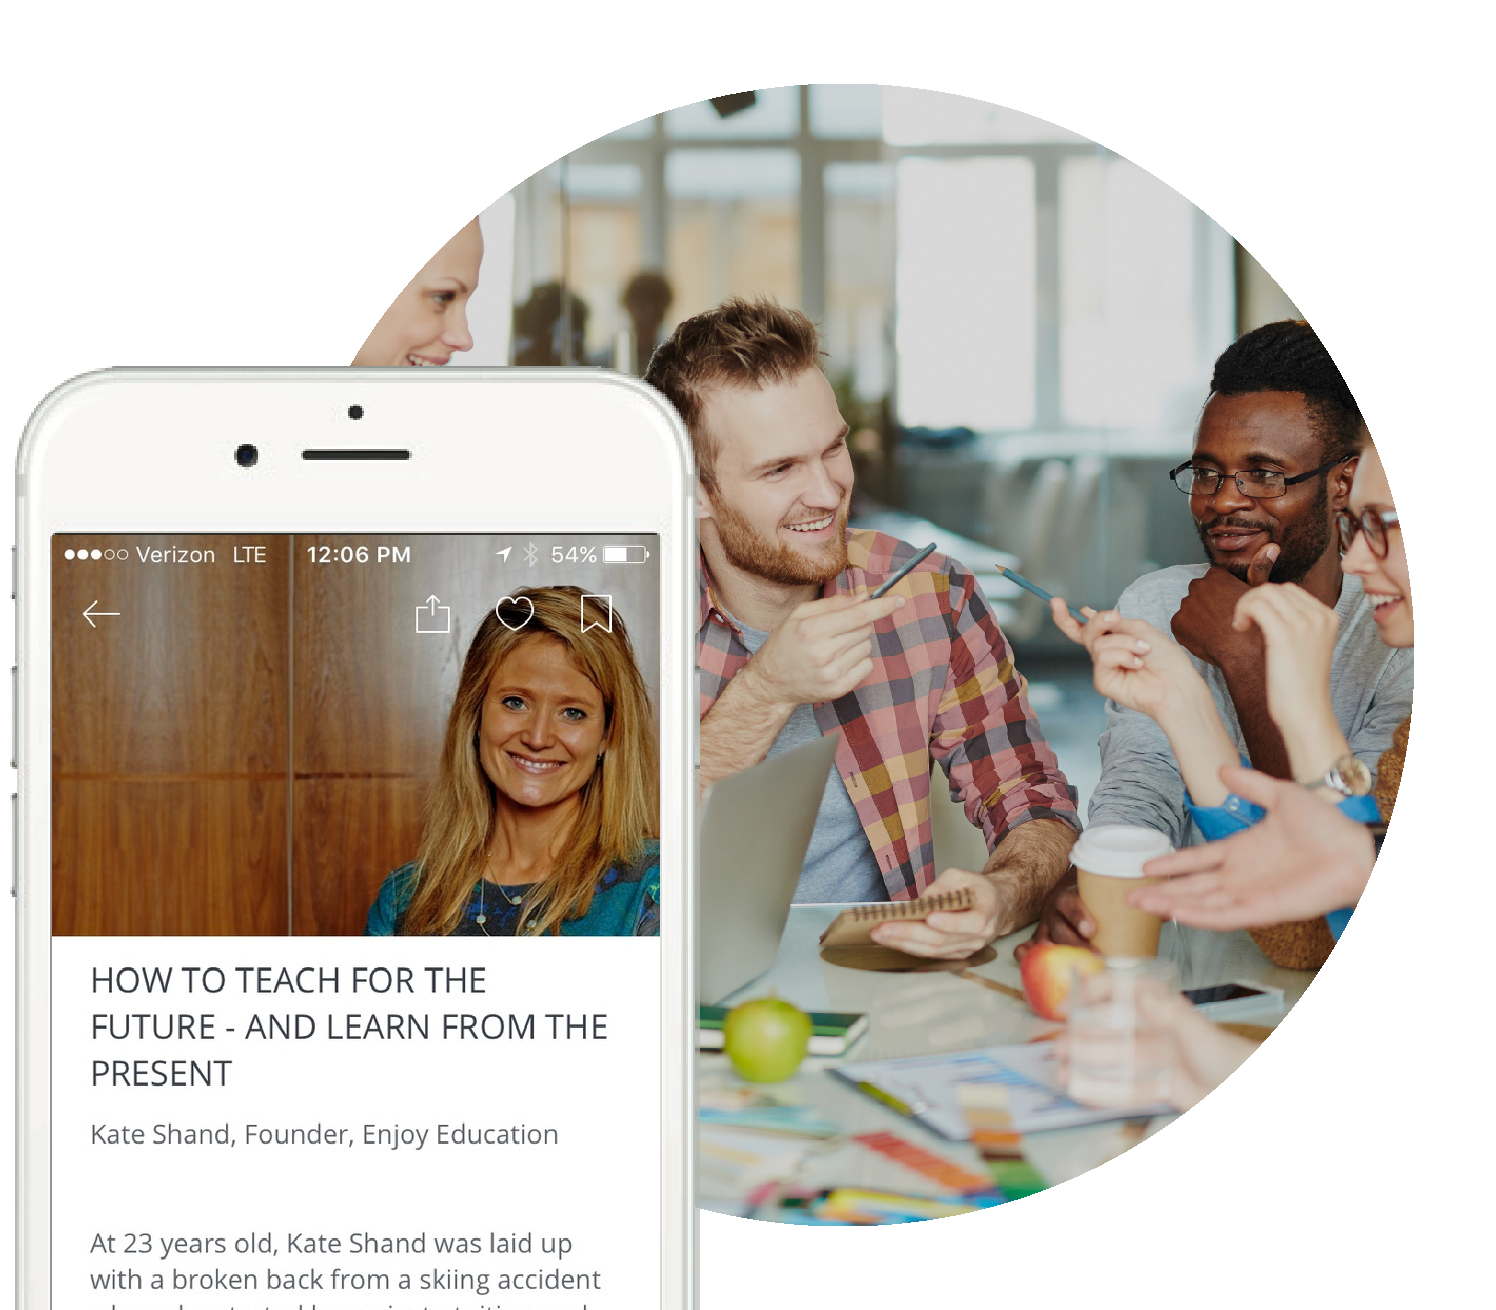 Verizon LTE 12:06 PM 54%
HOW TO TEACH FOR THE
FUTURE - AND LEARN FROM THE
PRESENT
Kate Shand, Founder, Enjoy Education
At 23 years old, Kate Shand was laid up
with a broken back from a skiing accident